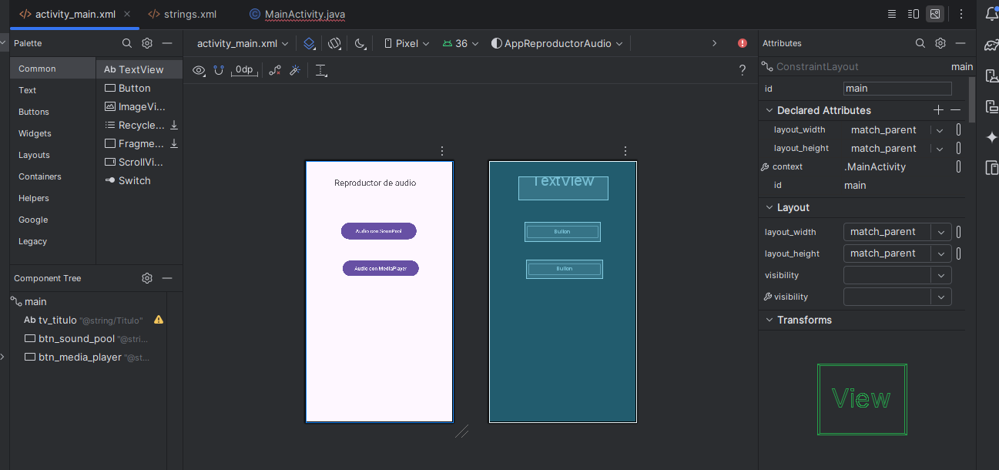 activity_main.xml
strings.xml
MainActivity.java
Palette
activity_main.xml
Pixel
36
AppReproductorAudio
Attributes
Common
Text
Buttons
Widgets
Layouts
Containers
Helpers
Google
Legacy
Ab TextView
Button
ImageVi...
Recycle...
Fragme...
ScrollVi...
Switch
0dp
?
Reproductor de audio
Audio con SounPool
Audio con MediaPlayer
TextView
Button
Button
Component Tree
main
Ab tv_titulo "@string/Titulo"
btn_sound_pool "@stri...
btn_media_player "@st...
ConstraintLayout main
id main
Declared Attributes
layout_width match_parent
layout_height match_parent
context .MainActivity
id main
Layout
layout_width match_parent
layout_height match_parent
visibility
visibility
Transforms
View